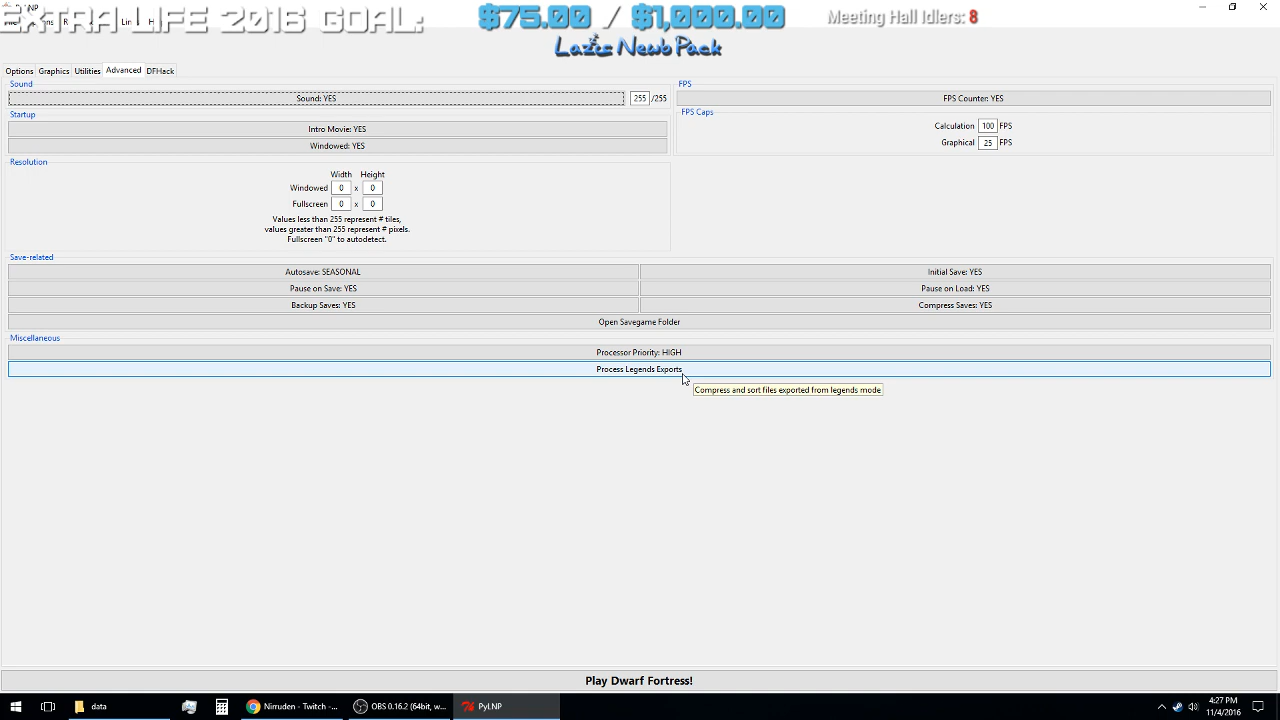 EXTRA LIFE 2016 GOAL:
$75.00 / $1,000.00
Meeting Hall Idlers: 8
Lazy Newb Pack
Options Graphics Utilities Advanced DFHack
Sound
Sound: YES 255 /255
Startup
Intro Movie: YES
Windowed: YES
Resolution
Width Height
Windowed 0 x 0
Fullscreen 0 x 0
Values less than 255 represent # tiles,
values greater than 255 represent # pixels.
Fullscreen "0" to autodetect.
FPS
FPS Counter: YES
FPS Caps
Calculation 100 FPS
Graphical 25 FPS
Save-related
Autosave: SEASONAL Initial Save: YES
Pause on Save: YES Pause on Load: YES
Backup Saves: YES Compress Saves: YES
Open Savegame Folder
Miscellaneous
Processor Priority: HIGH
Process Legends Exports
Compress and sort files exported from legends mode
Play Dwarf Fortress!
data Nirruden - Twitch -... OBS 0.16.2 (64bit, w... PyLNP
4:27 PM
11/4/2016